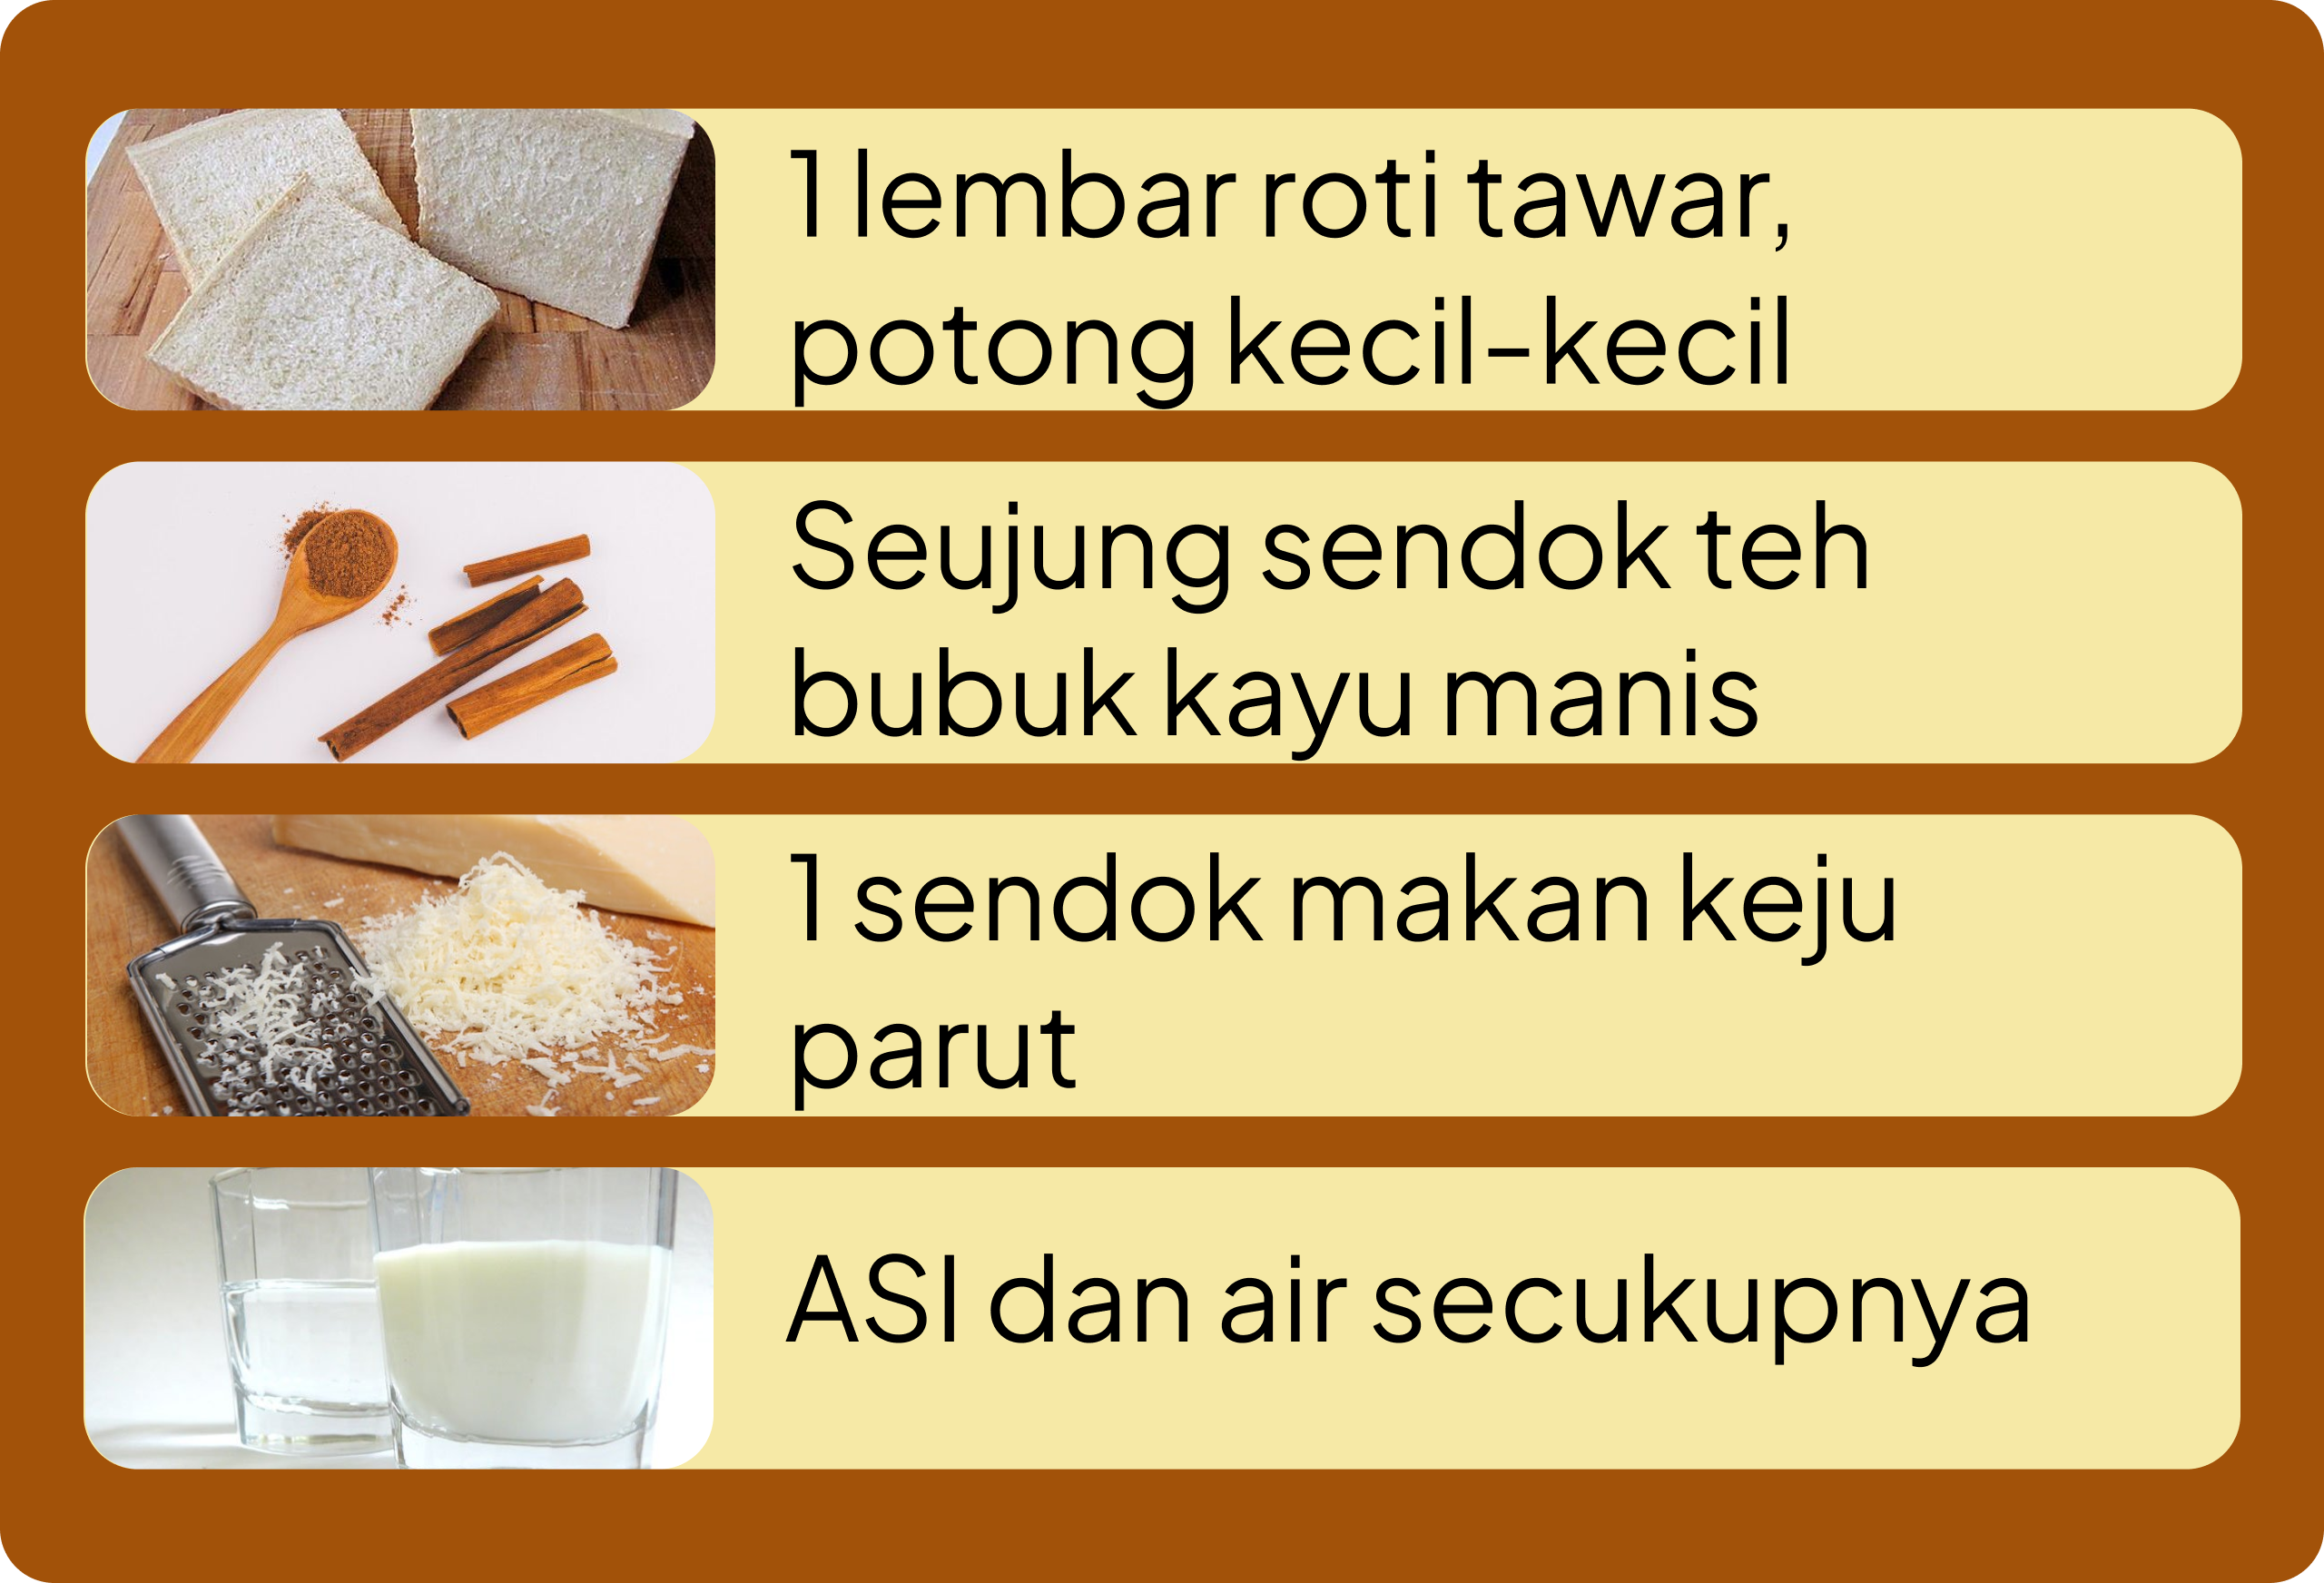 1 lembar roti tawar,
potong kecil-kecil
Seujung sendok teh
bubuk kayu manis
1 sendok makan keju
parut
ASI dan air secukupnya